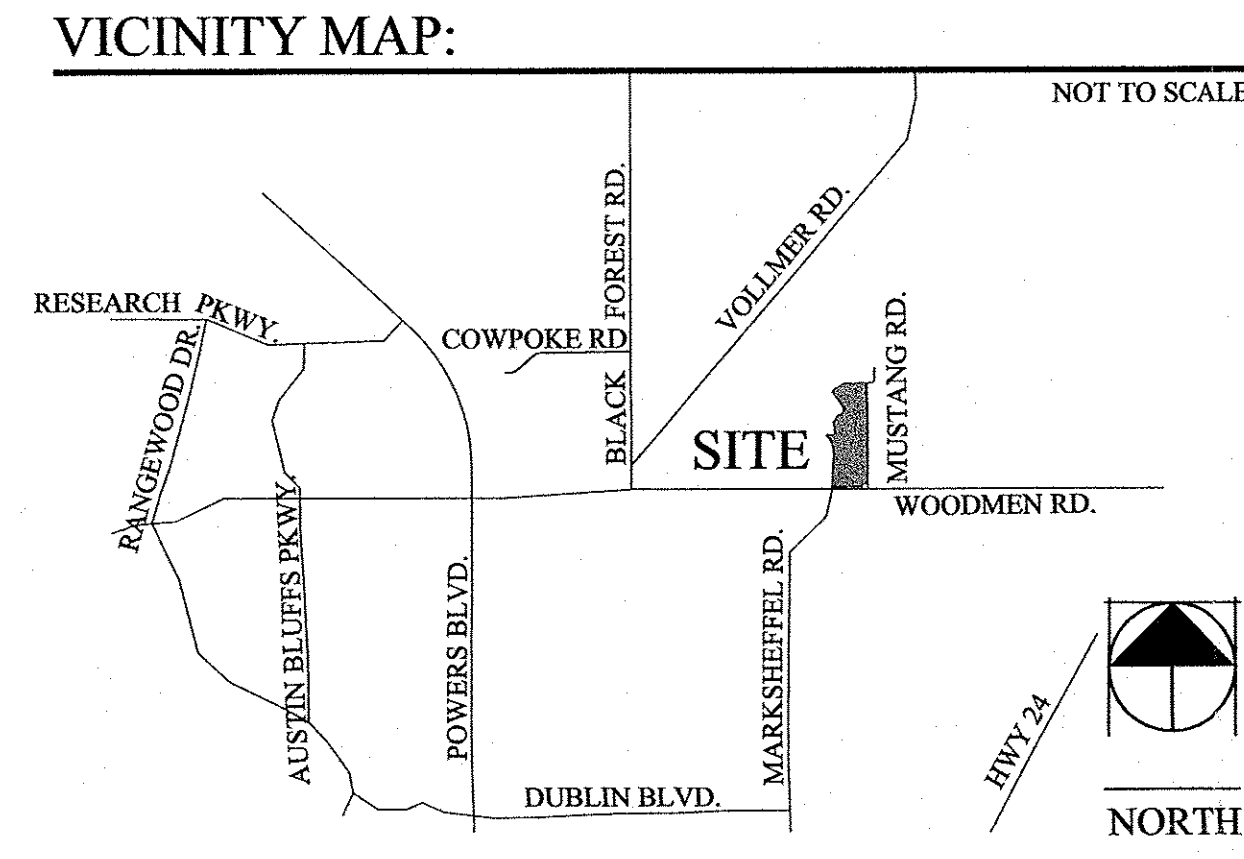 VICINITY MAP:
NOT TO SCALE
RESEARCH PKWY.
RANGEWOOD DR.
COWPOKE RD
BLACK FOREST RD.
VOLLMER RD.
MUSTANG RD.
SITE
WOODMEN RD.
AUSTIN BLUFFS PKWY.
POWERS BLVD.
MARKSHEFFEL RD.
HWY 24
DUBLIN BLVD.
NORTH